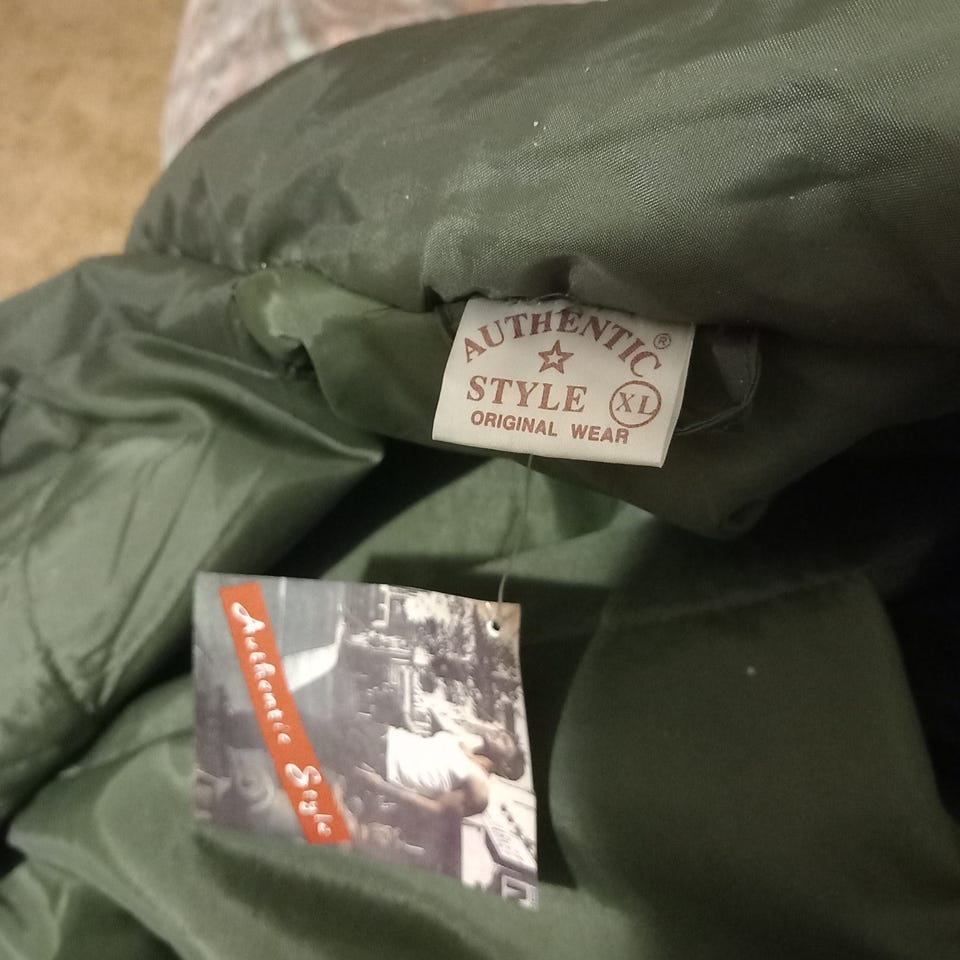 AUTHENTIC ®
STYLE XL
ORIGINAL WEAR
Authentic Style